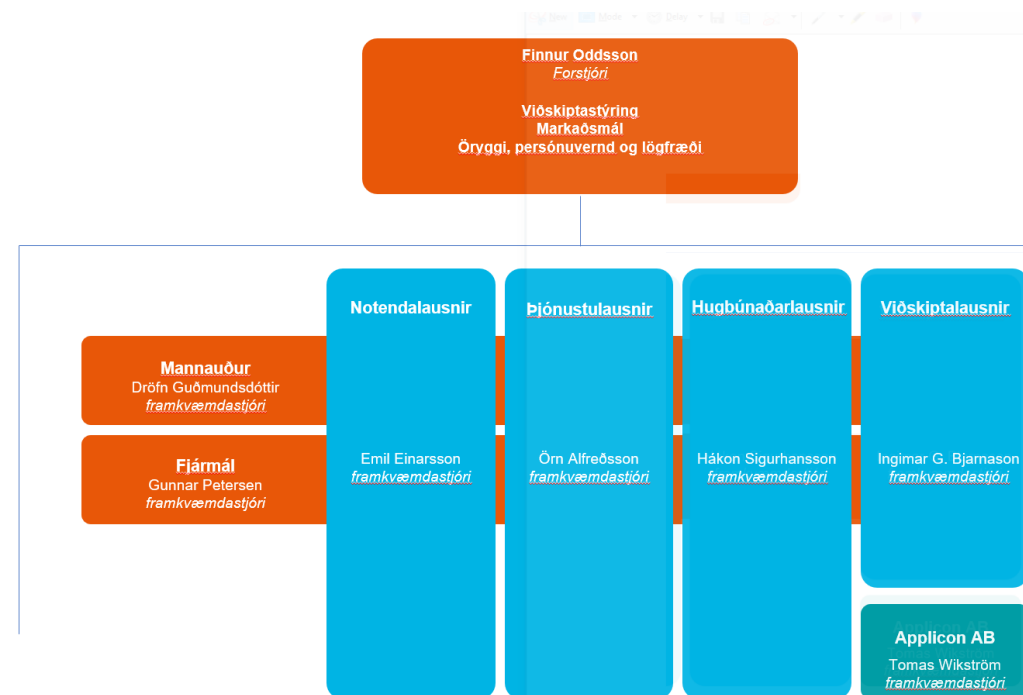 Finnur Oddsson
Forstjóri
Viðskiptastýring
Markaðsmál
Öryggi, persónuvernd og lögfræði
Notendalausnir
Þjónustulausnir
Hugbúnaðarlausnir
Viðskiptalausnir
Mannauður
Dröfn Guðmundsdóttir
framkvæmdastjóri
Fjármál
Gunnar Petersen
framkvæmdastjóri
Emil Einarsson
framkvæmdastjóri
Örn Alfreðsson
framkvæmdastjóri
Hákon Sigurhansson
framkvæmdastjóri
Ingimar G. Bjarnason
framkvæmdastjóri
Applicon AB
Tomas Wikström
framkvæmdastjóri